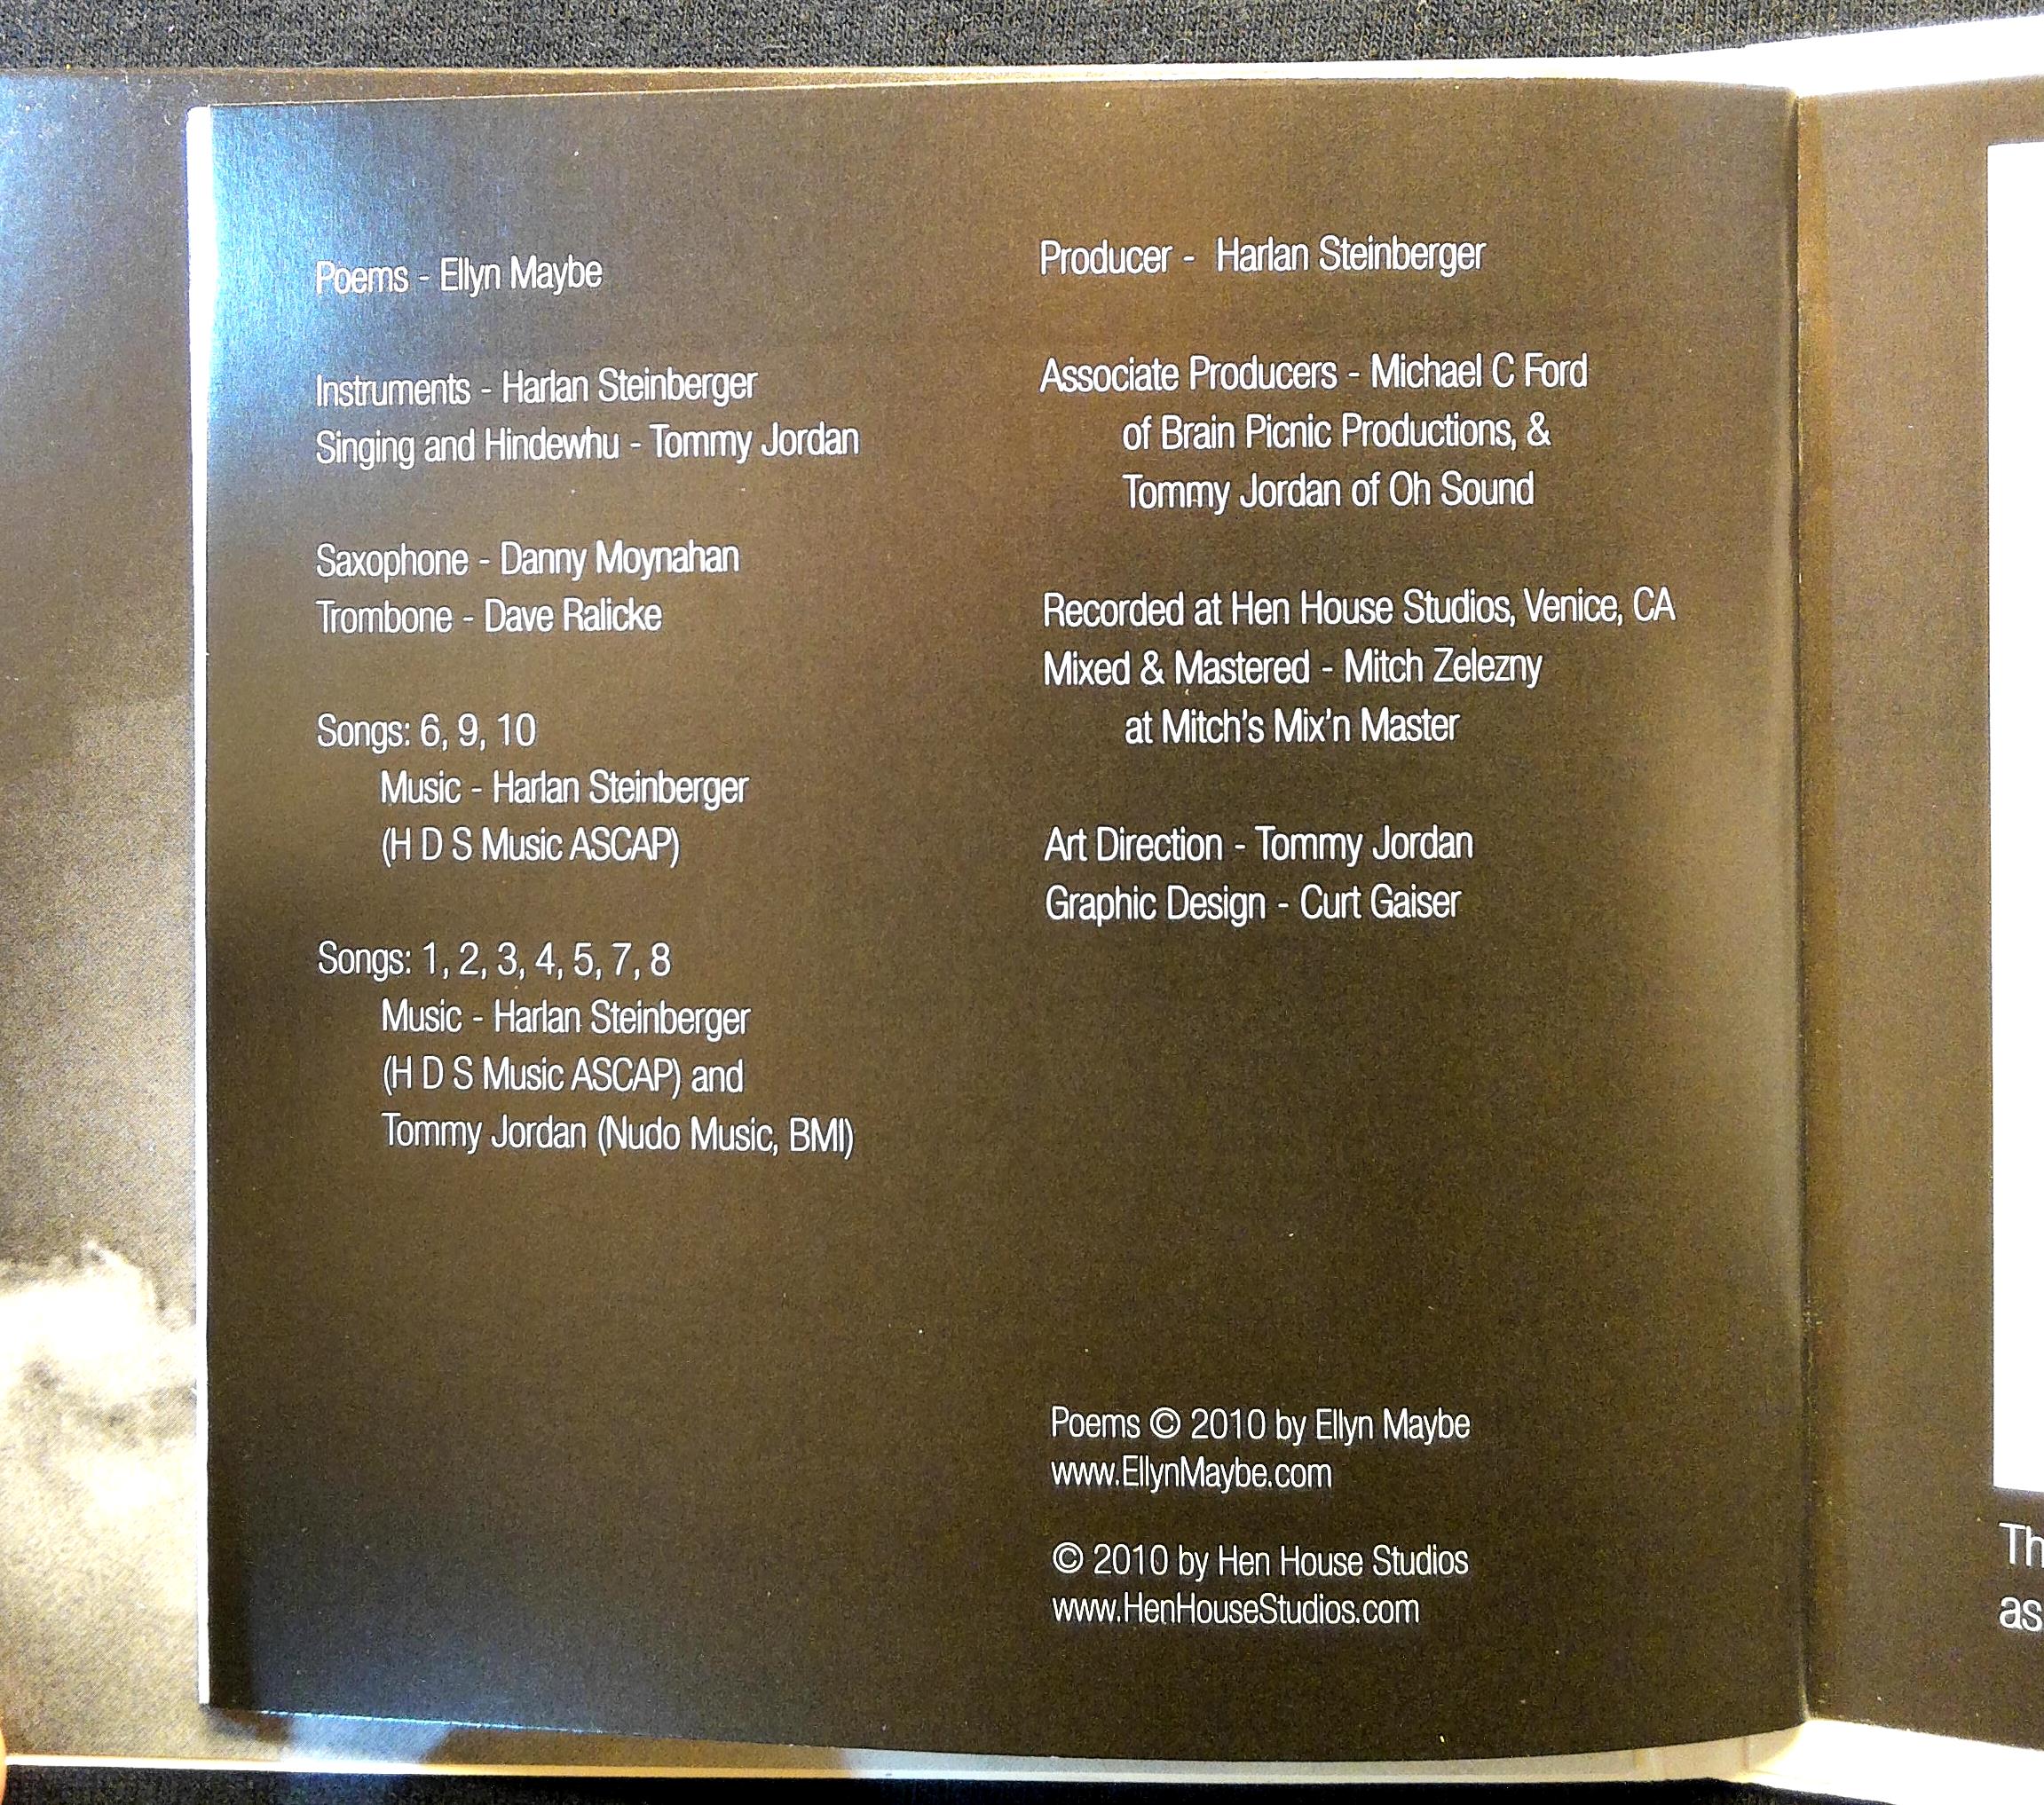 Poems - Ellyn Maybe
Instruments - Harlan Steinberger
Singing and Hindewhu - Tommy Jordan
Saxophone - Danny Moynahan
Trombone - Dave Ralicke
Songs: 6, 9, 10
Music - Harlan Steinberger
(H D S Music ASCAP)
Songs: 1, 2, 3, 4, 5, 7, 8
Music - Harlan Steinberger
(H D S Music ASCAP) and
Tommy Jordan (Nudo Music, BMI)
Producer - Harlan Steinberger
Associate Producers - Michael C Ford
of Brain Picnic Productions, &
Tommy Jordan of Oh Sound
Recorded at Hen House Studios, Venice, CA
Mixed & Mastered - Mitch Zelezny
at Mitch's Mix'n Master
Art Direction - Tommy Jordan
Graphic Design - Curt Gaiser
Poems © 2010 by Ellyn Maybe
www.EllynMaybe.com
© 2010 by Hen House Studios
www.HenHouseStudios.com